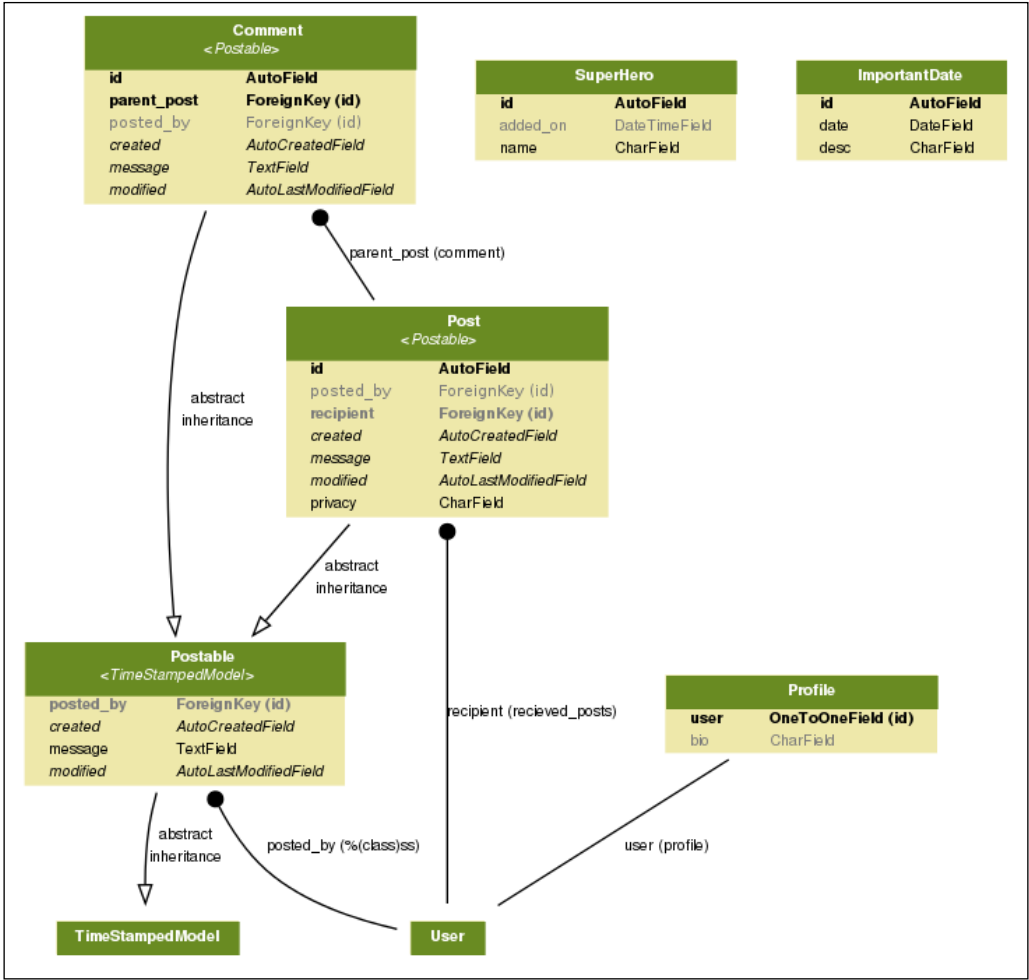 Comment
<Postable>
id AutoField
parent_post ForeignKey (id)
posted_by ForeignKey (id)
created AutoCreatedField
message TextField
modified AutoLastModifiedField
SuperHero
id AutoField
added_on DateTimeField
name CharField
ImportantDate
id AutoField
date DateField
desc CharField
parent_post (comment)
Post
<Postable>
id AutoField
posted_by ForeignKey (id)
recipient ForeignKey (id)
created AutoCreatedField
message TextField
modified AutoLastModifiedField
privacy CharField
abstract
inheritance
abstract
inheritance
Postable
<TimeStampedModel>
posted_by ForeignKey (id)
created AutoCreatedField
message TextField
modified AutoLastModifiedField
recipient (recieved_posts)
Profile
user OneToOneField (id)
bio CharField
abstract
inheritance
posted_by (%(class)ss)
user (profile)
TimeStampedModel
User